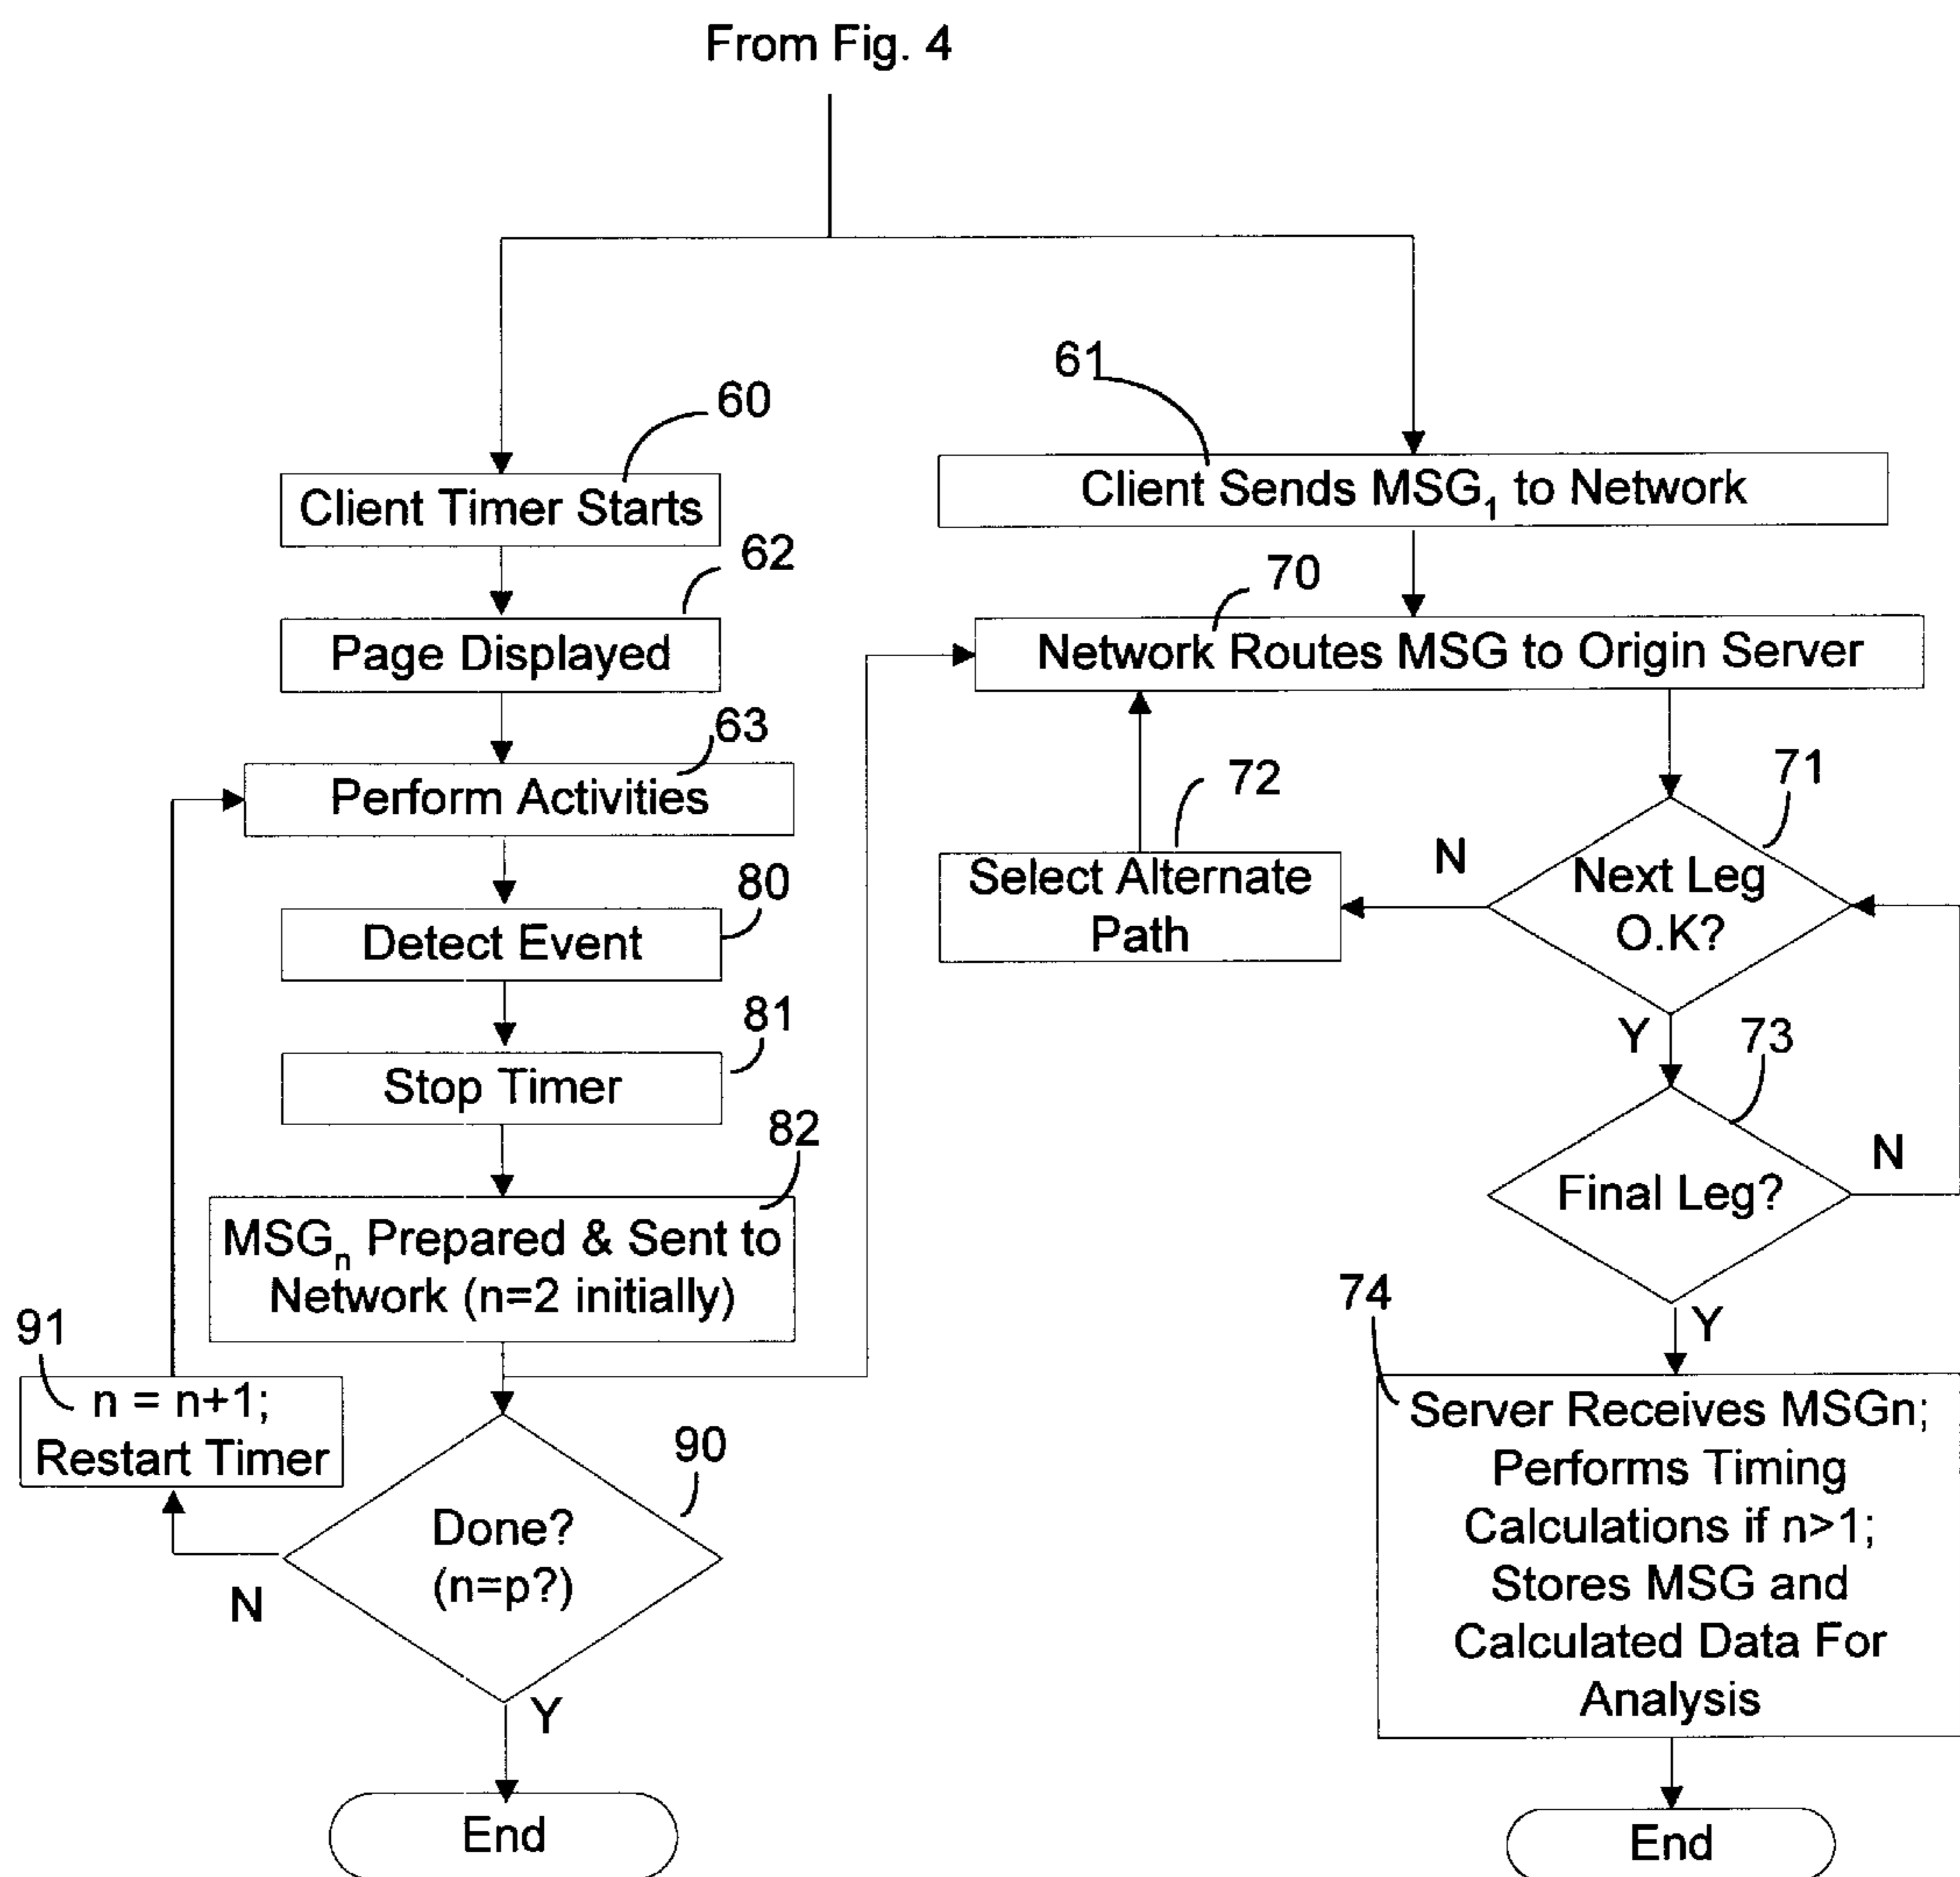 From Fig. 4
60
Client Timer Starts
62
Page Displayed
63
Perform Activities
80
Detect Event
81
Stop Timer
82
MSGn Prepared & Sent to
Network (n=2 initially)
91
n = n+1;
Restart Timer
90
Done?
(n=p?)
N
Y
End
61
Client Sends MSG1 to Network
70
Network Routes MSG to Origin Server
71
Next Leg
O.K?
N
72
Select Alternate
Path
Y
73
Final Leg?
N
Y
74
Server Receives MSGn;
Performs Timing
Calculations if n>1;
Stores MSG and
Calculated Data For
Analysis
End